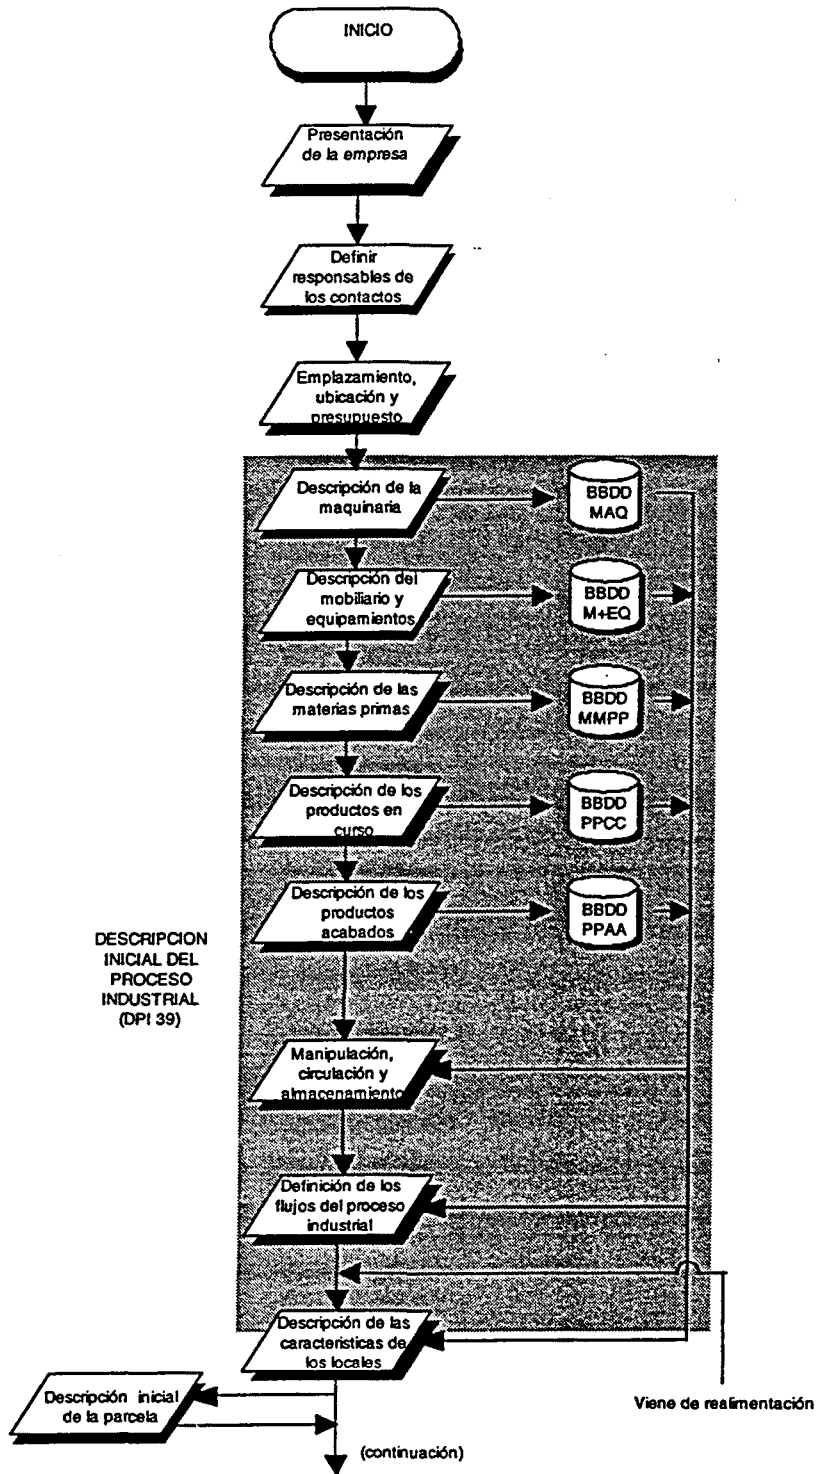 INICIO
Presentación
de la empresa
Definir
responsables de
los contactos
Emplazamiento,
ubicación y
presupuesto
Descripción de la
maquinaria
BBDD
MAQ
Descripción del
mobiliario y
equipamientos
BBDD
M+EQ
Descripción de las
materias primas
BBDD
MMPP
Descripción de los
productos en
curso
BBDD
PPCC
Descripción de los
productos
acabados
BBDD
PPAA
DESCRIPCION
INICIAL DEL
PROCESO
INDUSTRIAL
(DPI 39)
Manipulación,
circulación y
almacenamiento
Definición de los
flujos del proceso
industrial
Descripción de las
caracteristicas de
los locales
Descripción inicial
de la parcela
Viene de realimentación
(continuación)